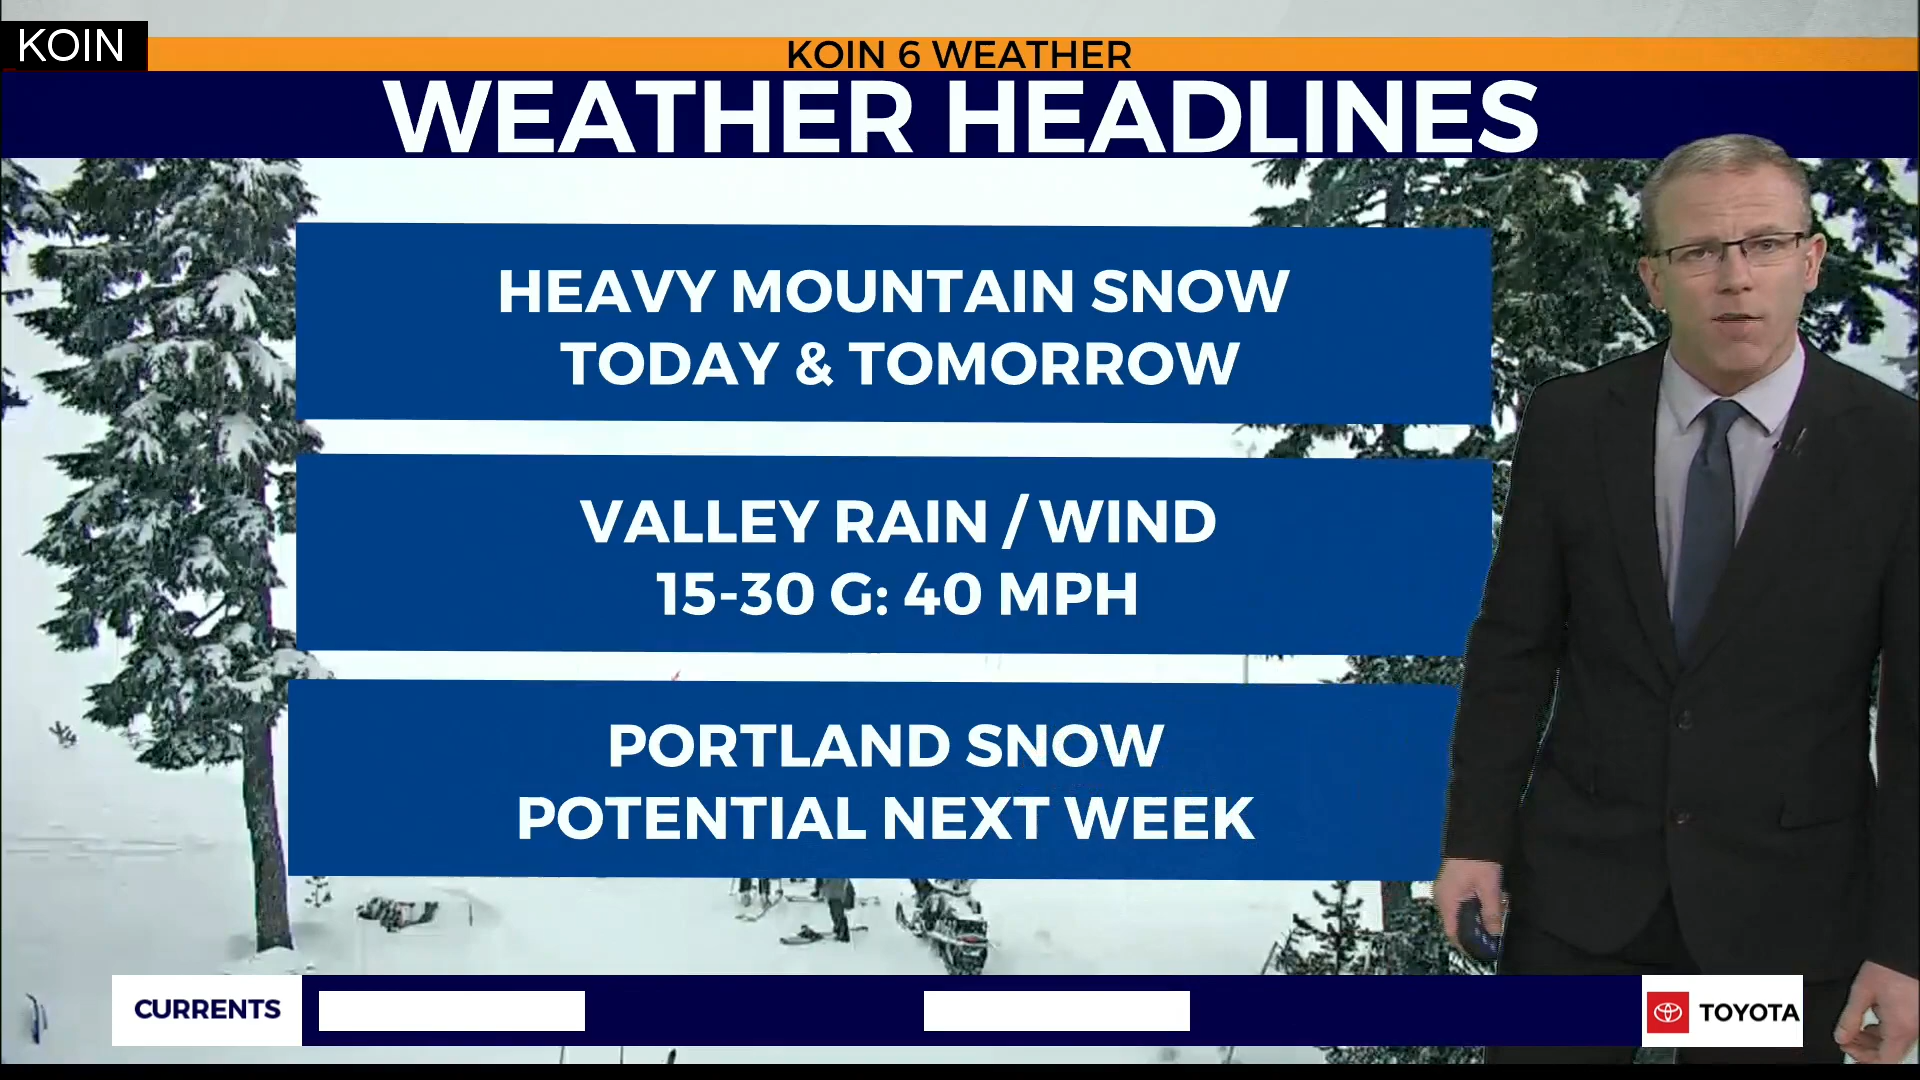 KOIN
KOIN 6 WEATHER
WEATHER HEADLINES
HEAVY MOUNTAIN SNOW
TODAY & TOMORROW
VALLEY RAIN / WIND
15-30 G: 40 MPH
PORTLAND SNOW
POTENTIAL NEXT WEEK
CURRENTS
TOYOTA